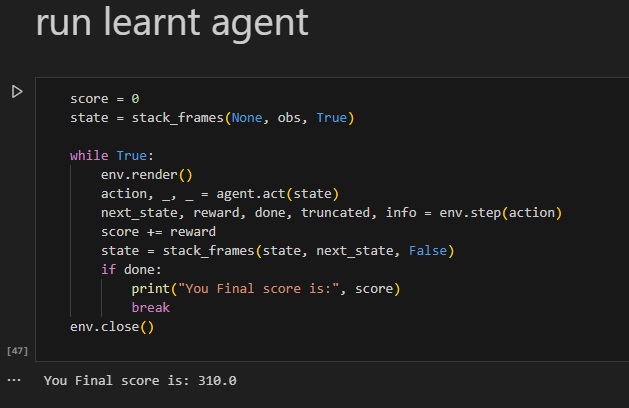 run learnt agent
score = 0
state = stack_frames(None, obs, True)
while True:
env.render()
action, _, _ = agent.act(state)
next_state, reward, done, truncated, info = env.step(action)
score += reward
state = stack_frames(state, next_state, False)
if done:
print("You Final score is:", score)
break
env.close()
[47]
... You Final score is: 310.0